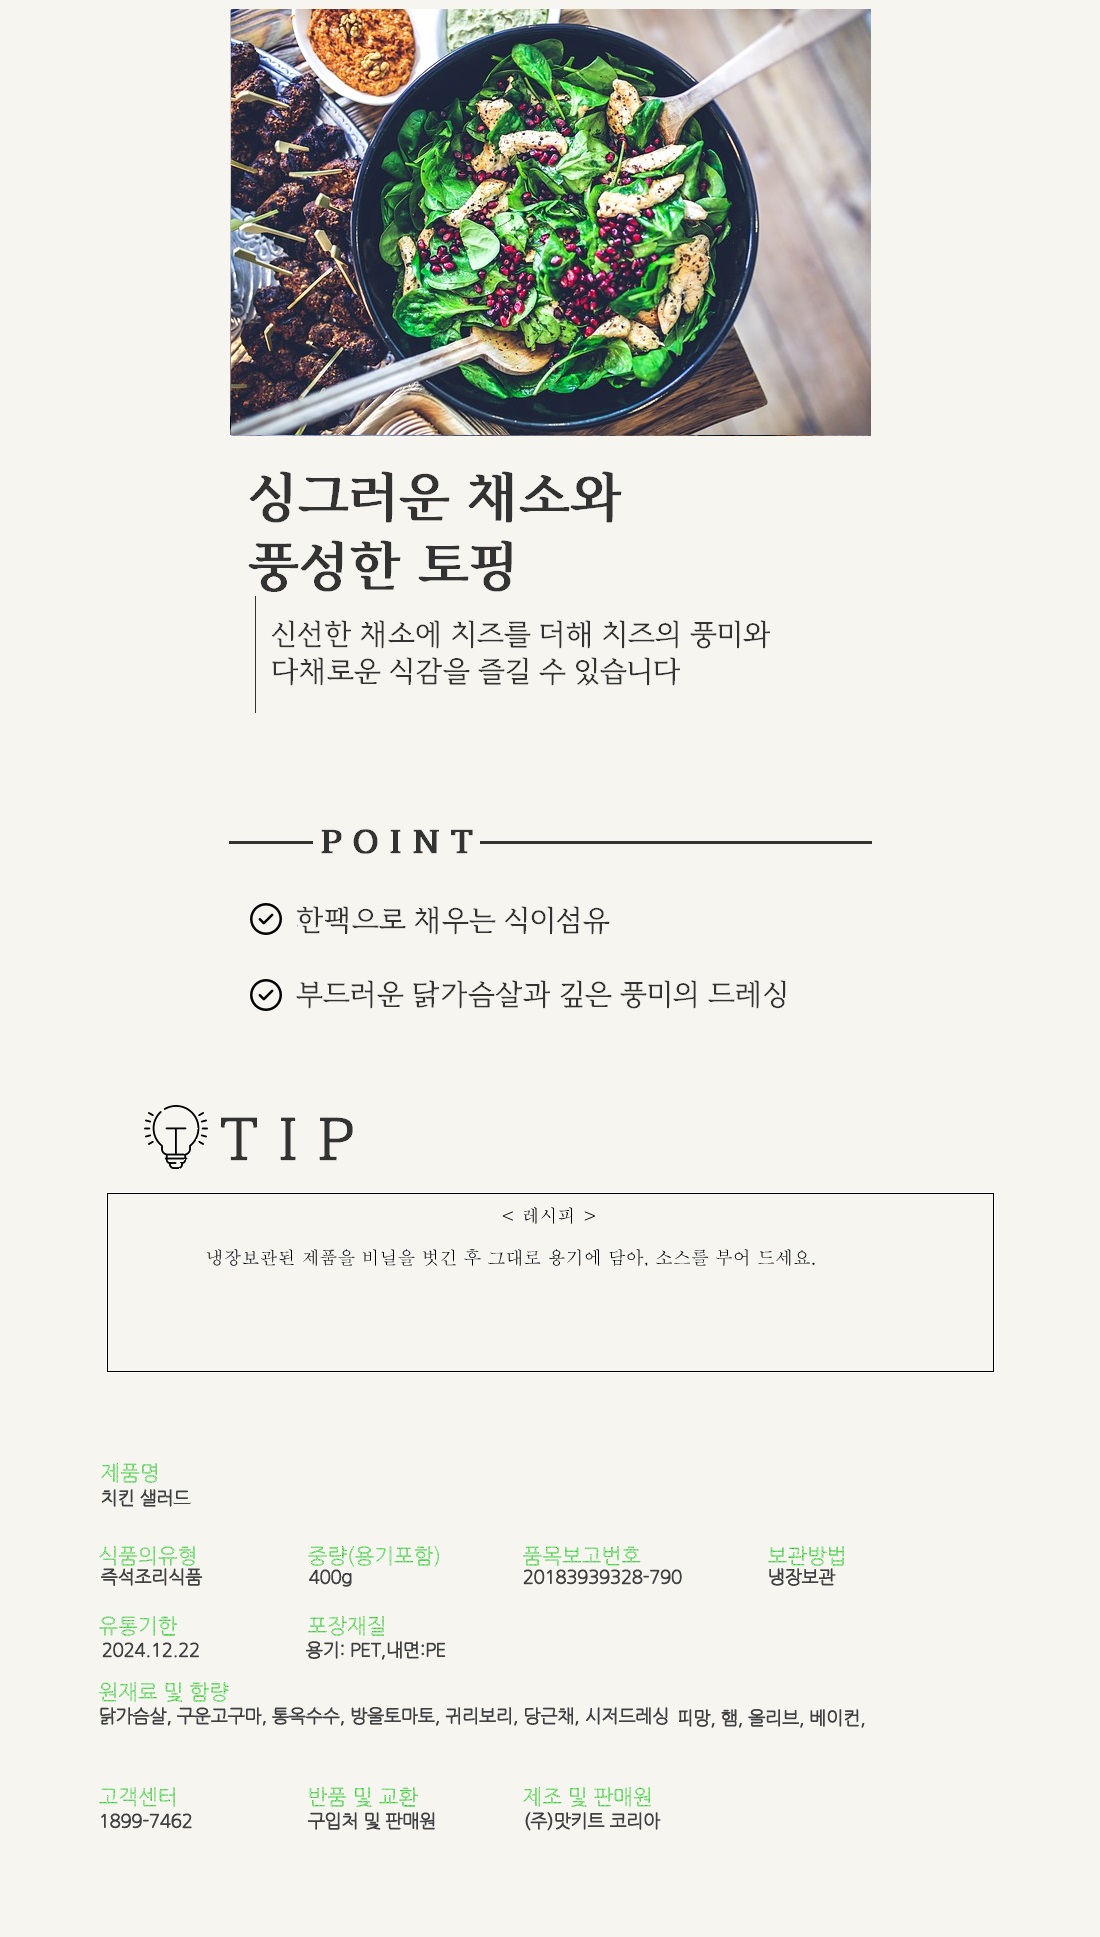 싱그러운 채소와
풍성한 토핑
신선한 채소에 치즈를 더해 치즈의 풍미와
다채로운 식감을 즐길 수 있습니다
POINT
한팩으로 채우는 식이섬유
부드러운 닭가슴살과 깊은 풍미의 드레싱
TIP
< 레시피 >
냉장보관된 제품을 비닐을 벗긴 후 그대로 용기에 담아, 소스를 부어 드세요.
제품명
치킨 샐러드
식품의유형 중량(용기포함) 품목보고번호 보관방법
즉석조리식품 400g 20183939328-790 냉장보관
유통기한 포장재질
2024.12.22 용기: PET,내면:PE
원재료 및 함량
닭가슴살, 구운고구마, 통옥수수, 방울토마토, 귀리보리, 당근채, 시저드레싱 피망, 햄, 올리브, 베이컨,
고객센터 반품 및 교환 제조 및 판매원
1899-7462 구입처 및 판매원 (주)맛키트 코리아